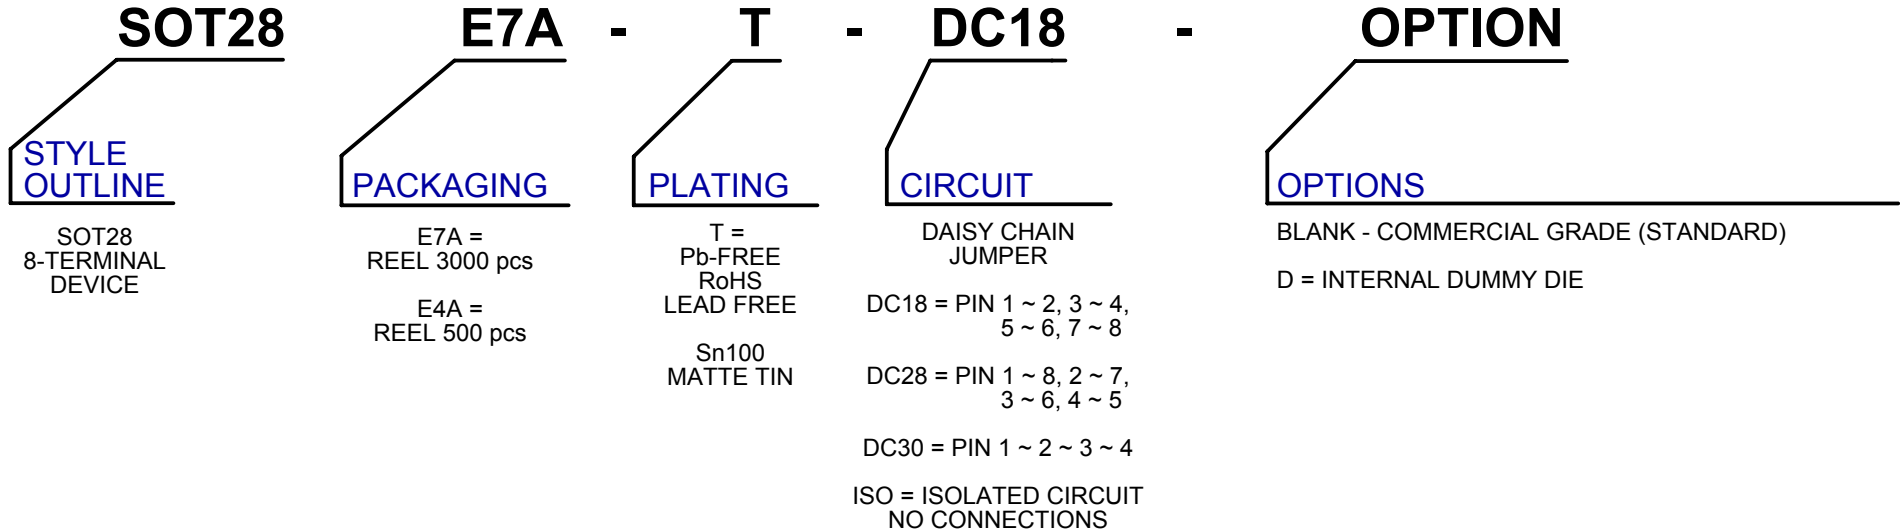 SOT28 E7A - T - DC18 - OPTION
STYLE
OUTLINE
SOT28
8-TERMINAL
DEVICE
PACKAGING
E7A =
REEL 3000 pcs
E4A =
REEL 500 pcs
PLATING
T =
Pb-FREE
RoHS
LEAD FREE
Sn100
MATTE TIN
CIRCUIT
DAISY CHAIN
JUMPER
DC18 = PIN 1 ~ 2, 3 ~ 4,
5 ~ 6, 7 ~ 8
DC28 = PIN 1 ~ 8, 2 ~ 7,
3 ~ 6, 4 ~ 5
DC30 = PIN 1 ~ 2 ~ 3 ~ 4
ISO = ISOLATED CIRCUIT
NO CONNECTIONS
OPTIONS
BLANK - COMMERCIAL GRADE (STANDARD)
D = INTERNAL DUMMY DIE